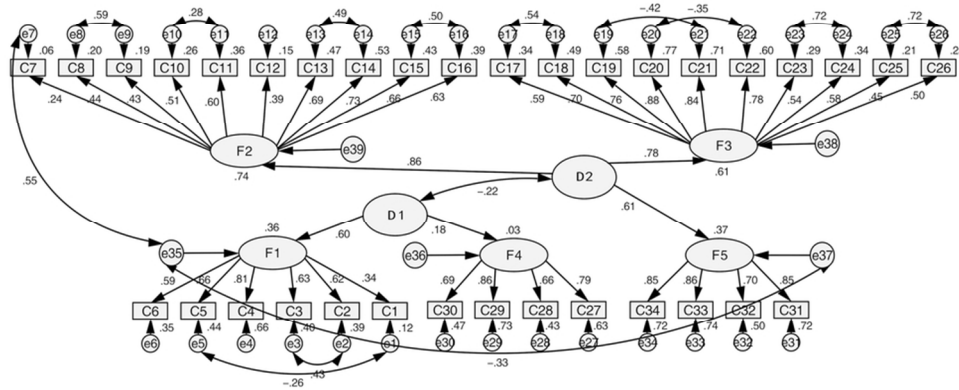 .59 .28 .49 .50 .54 -.42 -.35 .72 .72
e7 e8 e9 e10 e11 e12 e13 e14 e15 e16 e17 e18 e19 e20 e21 e22 e23 e24 e25 e26
.06 .20 .19 .26 .36 .15 .47 .53 .43 .39 .34 .49 .58 .77 .71 .60 .29 .34 .21
C7 C8 C9 C10 C11 C12 C13 C14 C15 C16 C17 C18 C19 C20 C21 C22 C23 C24 C25 C26
.24 .44 .43 .51 .60 .39 .69 .73 .66 .63 .59 .70 .76 .88 .84 .78 .54 .58 .45 .50
F2 e39 F3 e38
.74 .86 .78 .61
D2
.55 -.22 .61
D1
.36 .60 .18 .03 .37
e35 F1 e36 F4 F5 e37
.59 .66 .81 .63 .62 .34 .69 .86 .66 .79 .85 .86 .70 .85
C6 C5 C4 C3 C2 C1 C30 C29 C28 C27 C34 C33 C32 C31
.35 .44 .66 .40 .39 .12 .47 .73 .43 .63 .72 .74 .50 .72
e6 e5 e4 e3 e2 e1 e30 e29 e28 e27 e34 e33 e32 e31
-.33
.43
-.26